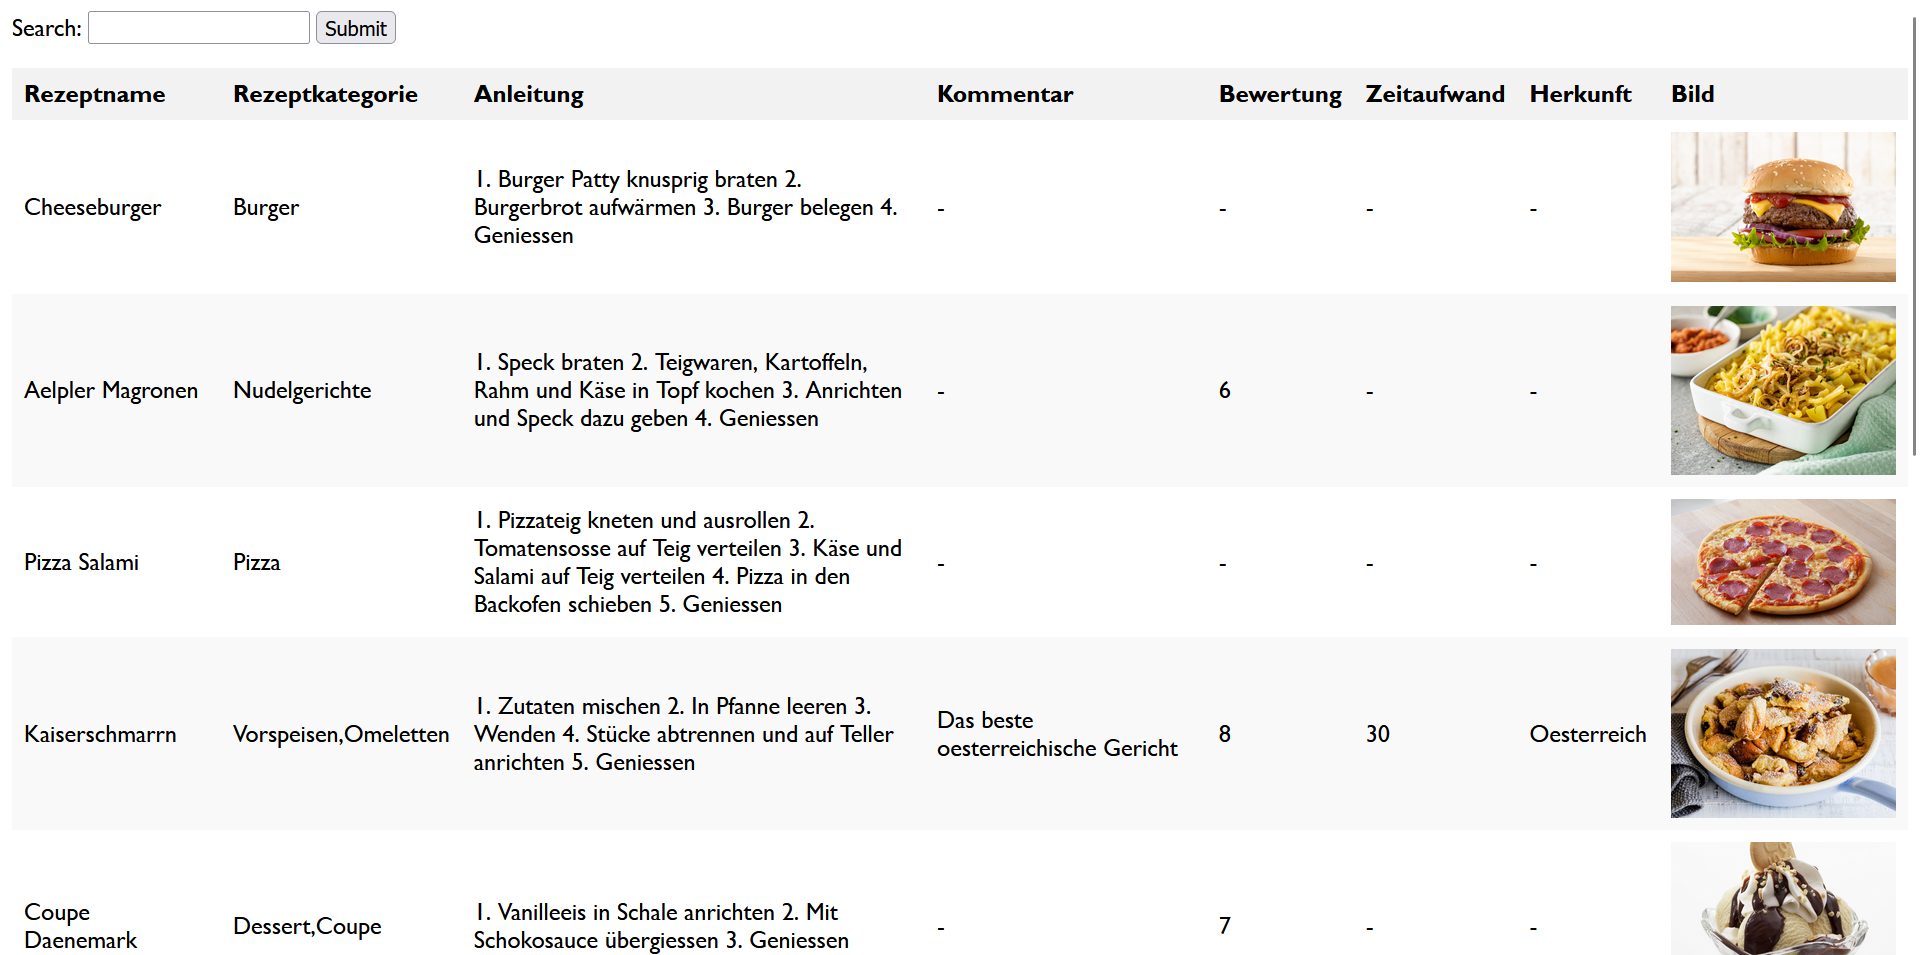 Search: Submit
Rezeptname Rezeptkategorie Anleitung Kommentar Bewertung Zeitaufwand Herkunft Bild
Cheeseburger
Burger
1. Burger Patty knusprig braten 2.
Burgerbrot aufwärmen 3. Burger belegen 4.
Geniessen
-
-
-
-
Aelpler Magronen
Nudelgerichte
1. Speck braten 2. Teigwaren, Kartoffeln,
Rahm und Käse in Topf kochen 3. Anrichten
und Speck dazu geben 4. Geniessen
-
6
-
-
Pizza Salami
Pizza
1. Pizzateig kneten und ausrollen 2.
Tomatensosse auf Teig verteilen 3. Käse und
Salami auf Teig verteilen 4. Pizza in den
Backofen schieben 5. Geniessen
-
-
-
-
Kaiserschmarrn
Vorspeisen,Omeletten
1. Zutaten mischen 2. In Pfanne leeren 3.
Wenden 4. Stücke abtrennen und auf Teller
anrichten 5. Geniessen
Das beste
oesterreichische Gericht
8
30
Oesterreich
Coupe
Daenemark
Dessert,Coupe
1. Vanilleeis in Schale anrichten 2. Mit
Schokosauce übergiessen 3. Geniessen
-
7
-
-